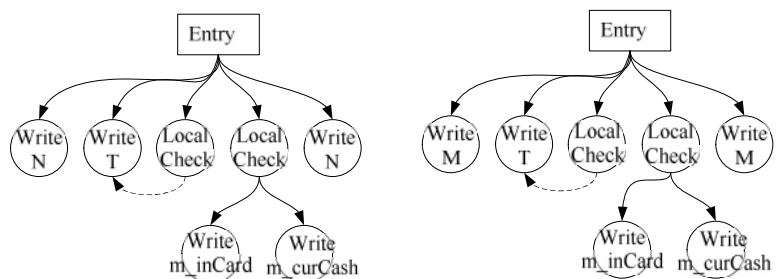 Entry
Write N
Write T
Local Check
Local Check
Write N
Write m_inCard
Write m_curCash
Entry
Write M
Write T
Local Check
Local Check
Write M
Write m_inCard
Write m_curCash